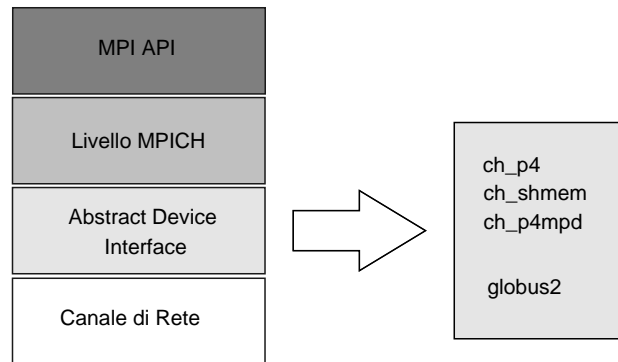 MPI API
Livello MPICH
Abstract Device
Interface
Canale di Rete
ch_p4
ch_shmem
ch_p4mpd
globus2